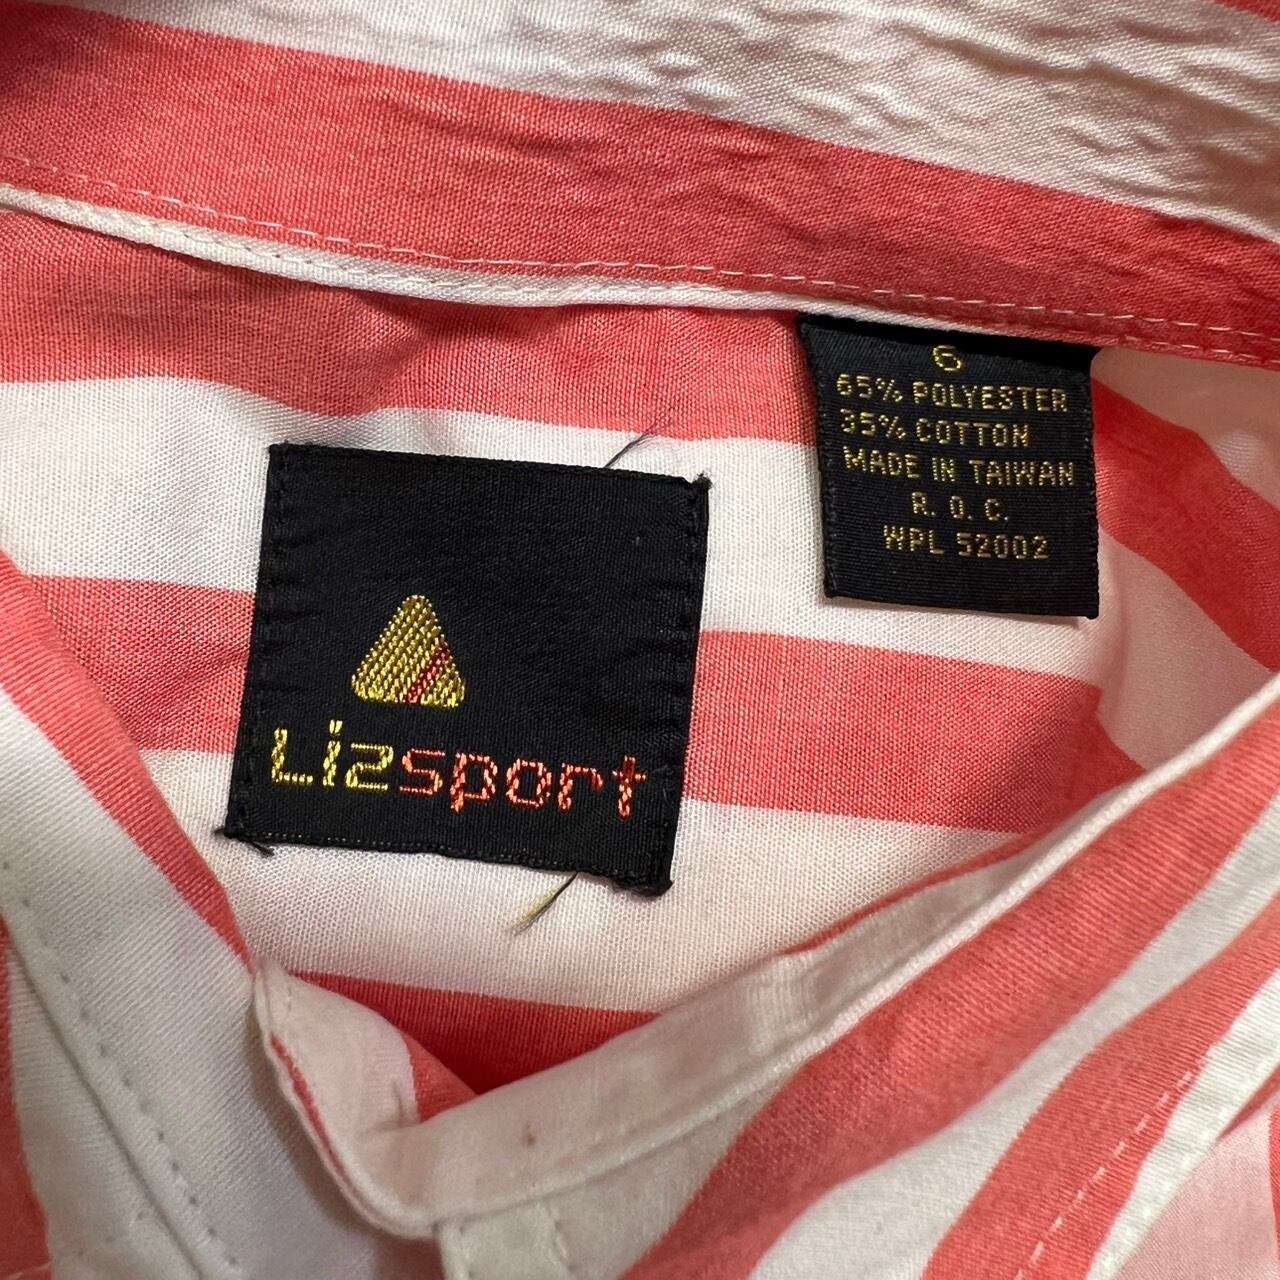 6
65% POLYESTER
35% COTTON
MADE IN TAIWAN
R. O. C.
WPL 52002
Lizsport